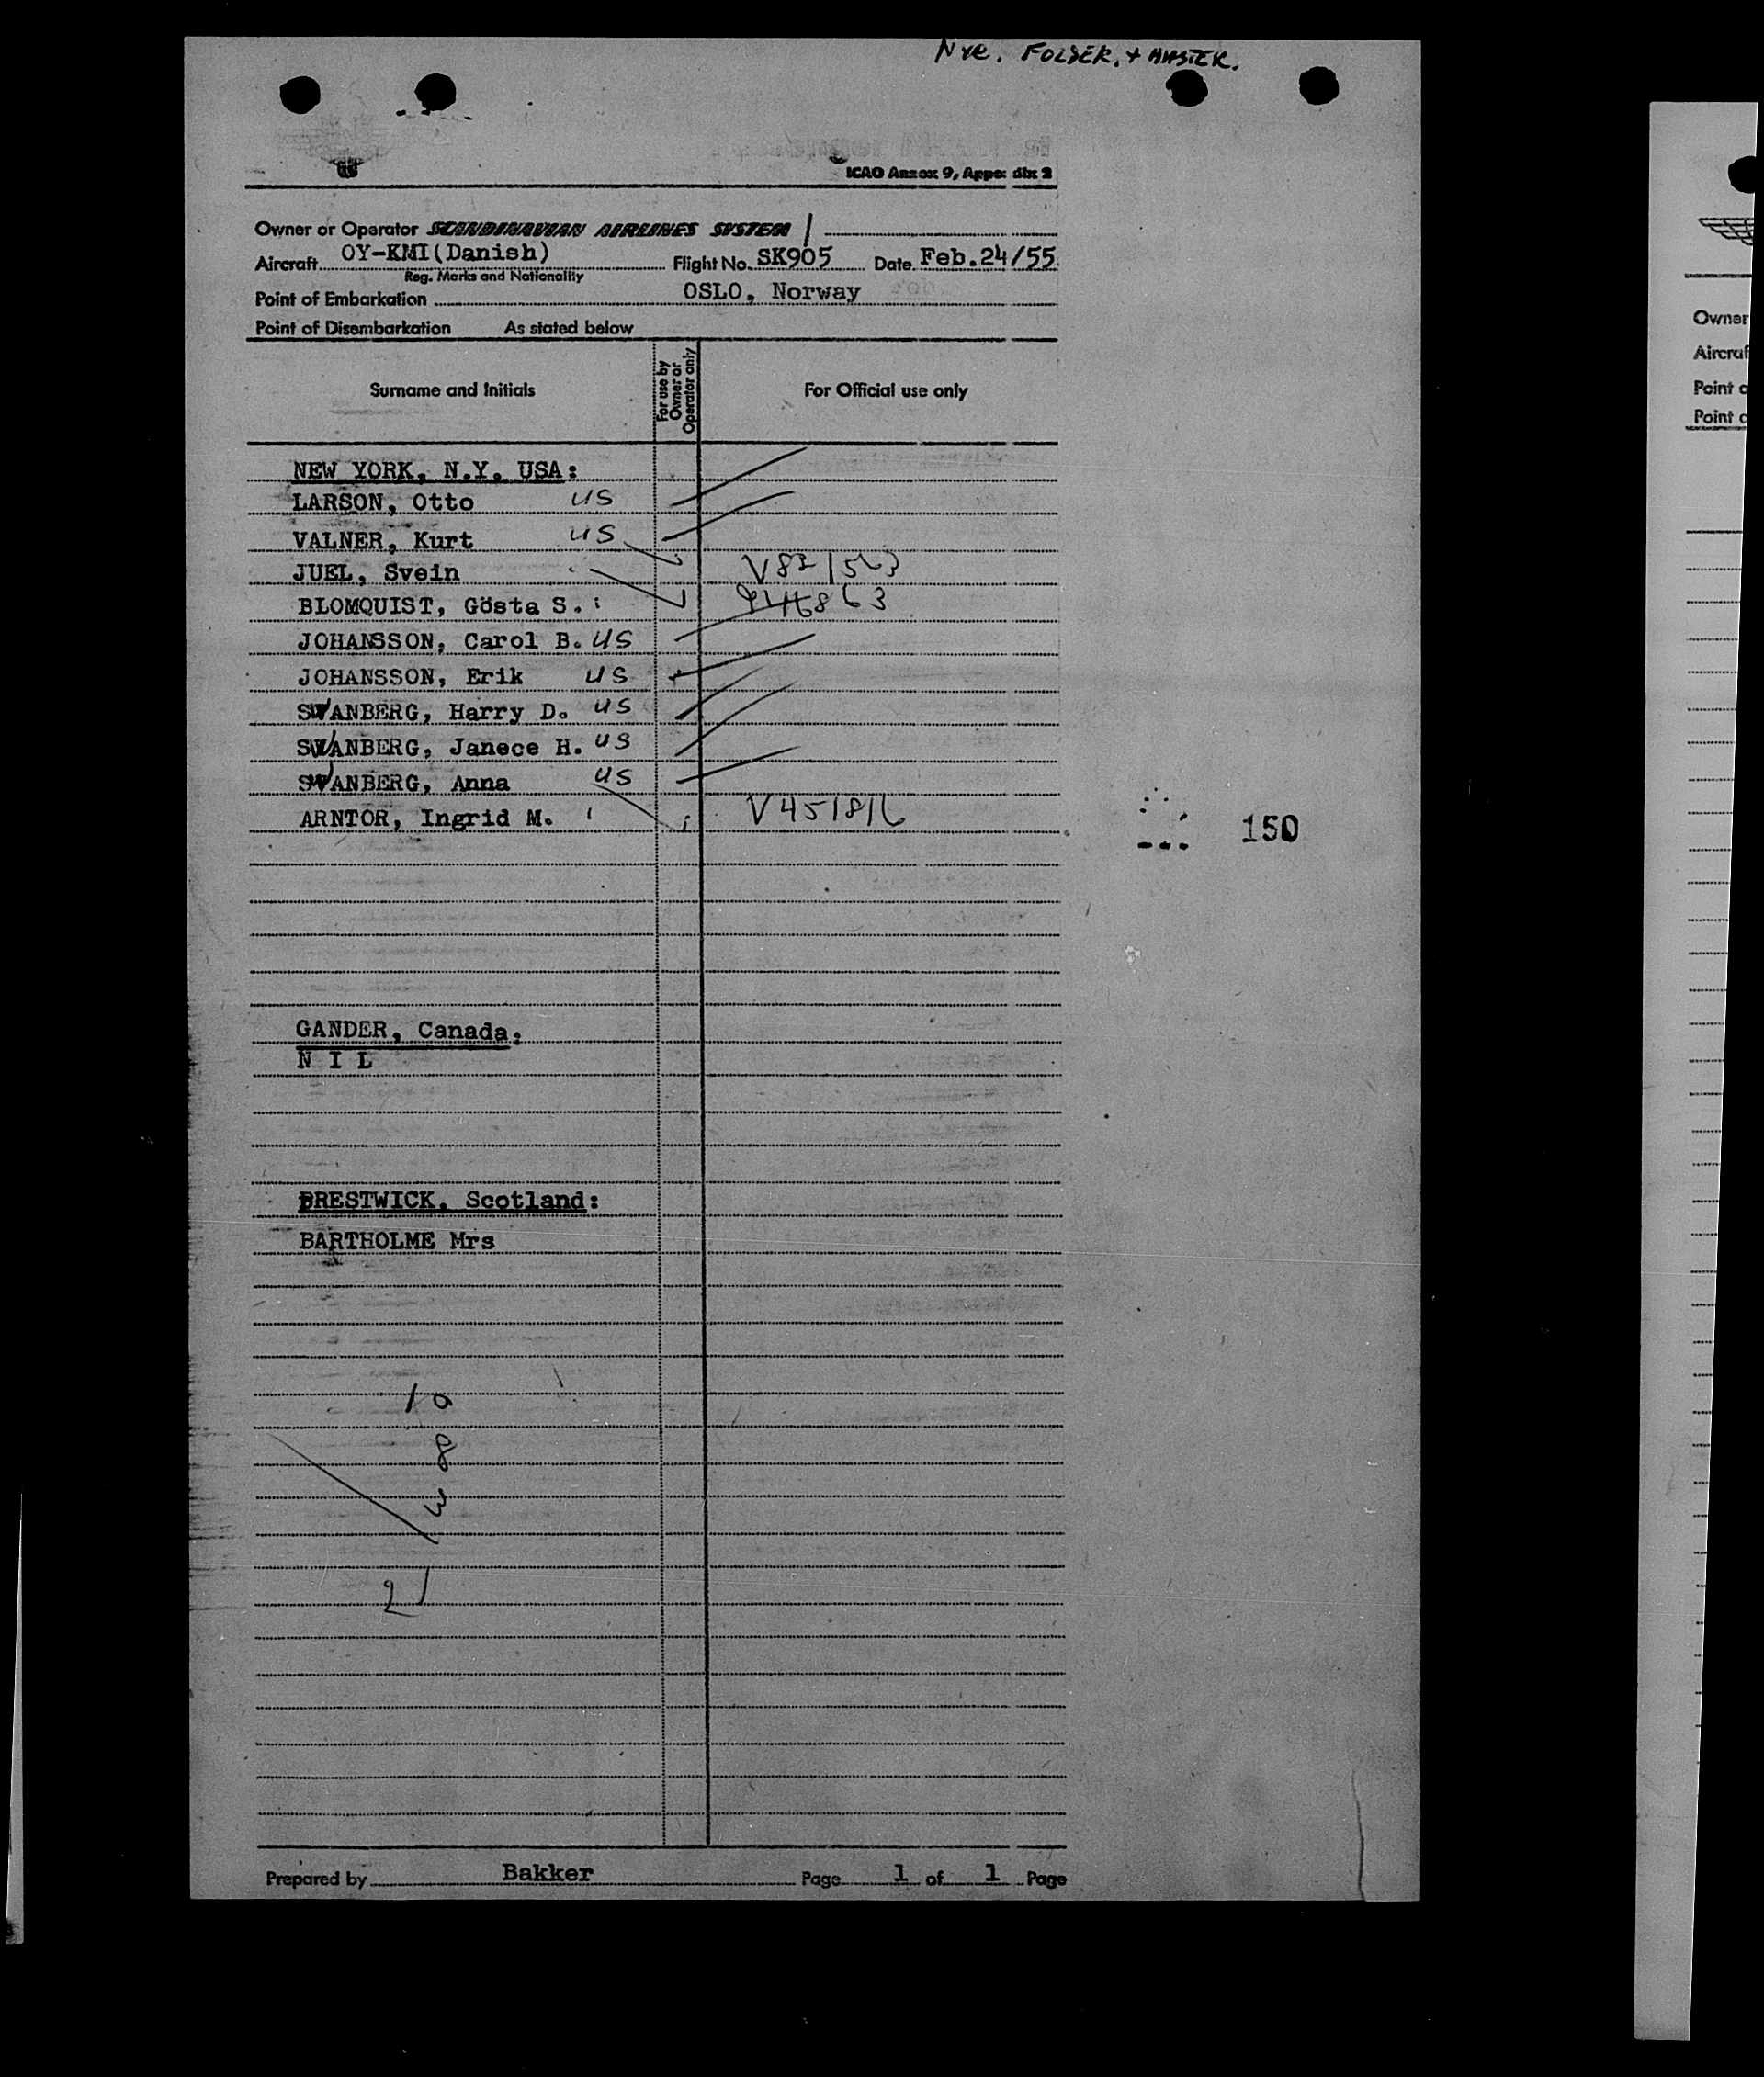 Nye. FOLDER. + MASTER.
ICAO Annex 9, Appendix 2
Owner or Operator SCANDINAVIAN AIRLINES SYSTEM
Aircraft OY-KMI(Danish) Flight No. SK905 Date Feb.24/55
Reg. Marks and Nationality
Point of Embarkation OSLO, Norway
Point of Disembarkation As stated below
Surname and Initials For use by Owner or Operator only For Official use only
NEW YORK, N.Y. USA:
LARSON, Otto US
VALNER, Kurt US
JUEL, Svein
BLOMQUIST, Gösta S.
JOHANSSON, Carol B. US
JOHANSSON, Erik US
SWANBERG, Harry D. US
SWANBERG, Janece H. US
SWANBERG, Anna US
ARNTOR, Ingrid M. V451816
150
GANDER, Canada:
N I L
PRESTWICK, Scotland:
BARTHOLME Mrs
8
3
21
Prepared by Bakker Page 1 of 1 Page
Owner
Aircraf
Point o
Point o